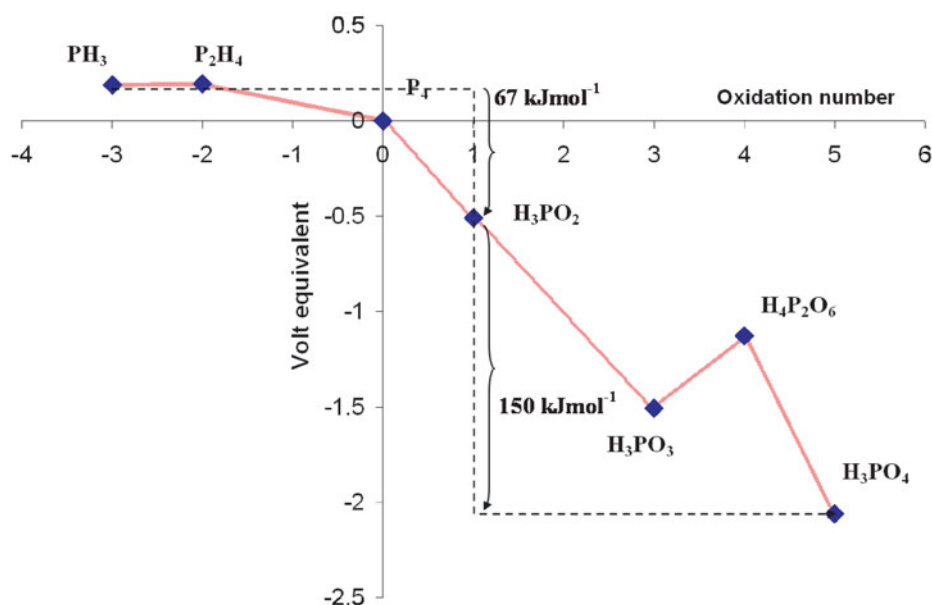 0.5
PH₃
P₂H₄
P₄
67 kJmol⁻¹
Oxidation number
0
-4
-3
-2
-1
0
1
2
3
4
5
6
-0.5
H₃PO₂
Volt equivalent
-1
H₄P₂O₆
-1.5
150 kJmol⁻¹
H₃PO₃
H₃PO₄
-2
-2.5